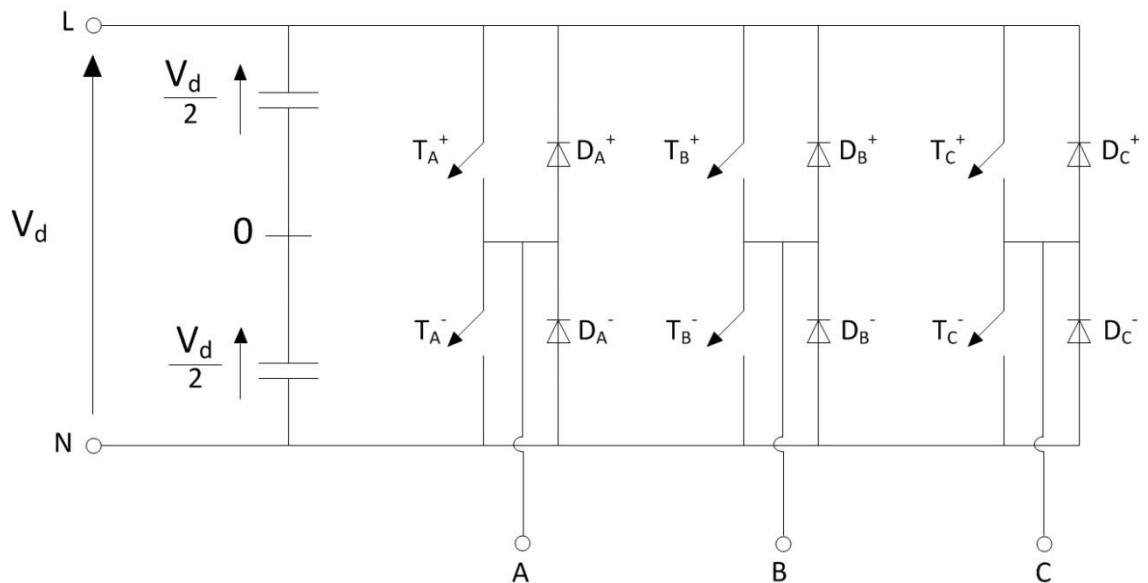 L
V_d
2
V_d
0
V_d
2
N
T_A^+
D_A^+
T_B^+
D_B^+
T_C^+
D_C^+
T_A^-
D_A^-
T_B^-
D_B^-
T_C^-
D_C^-
A
B
C